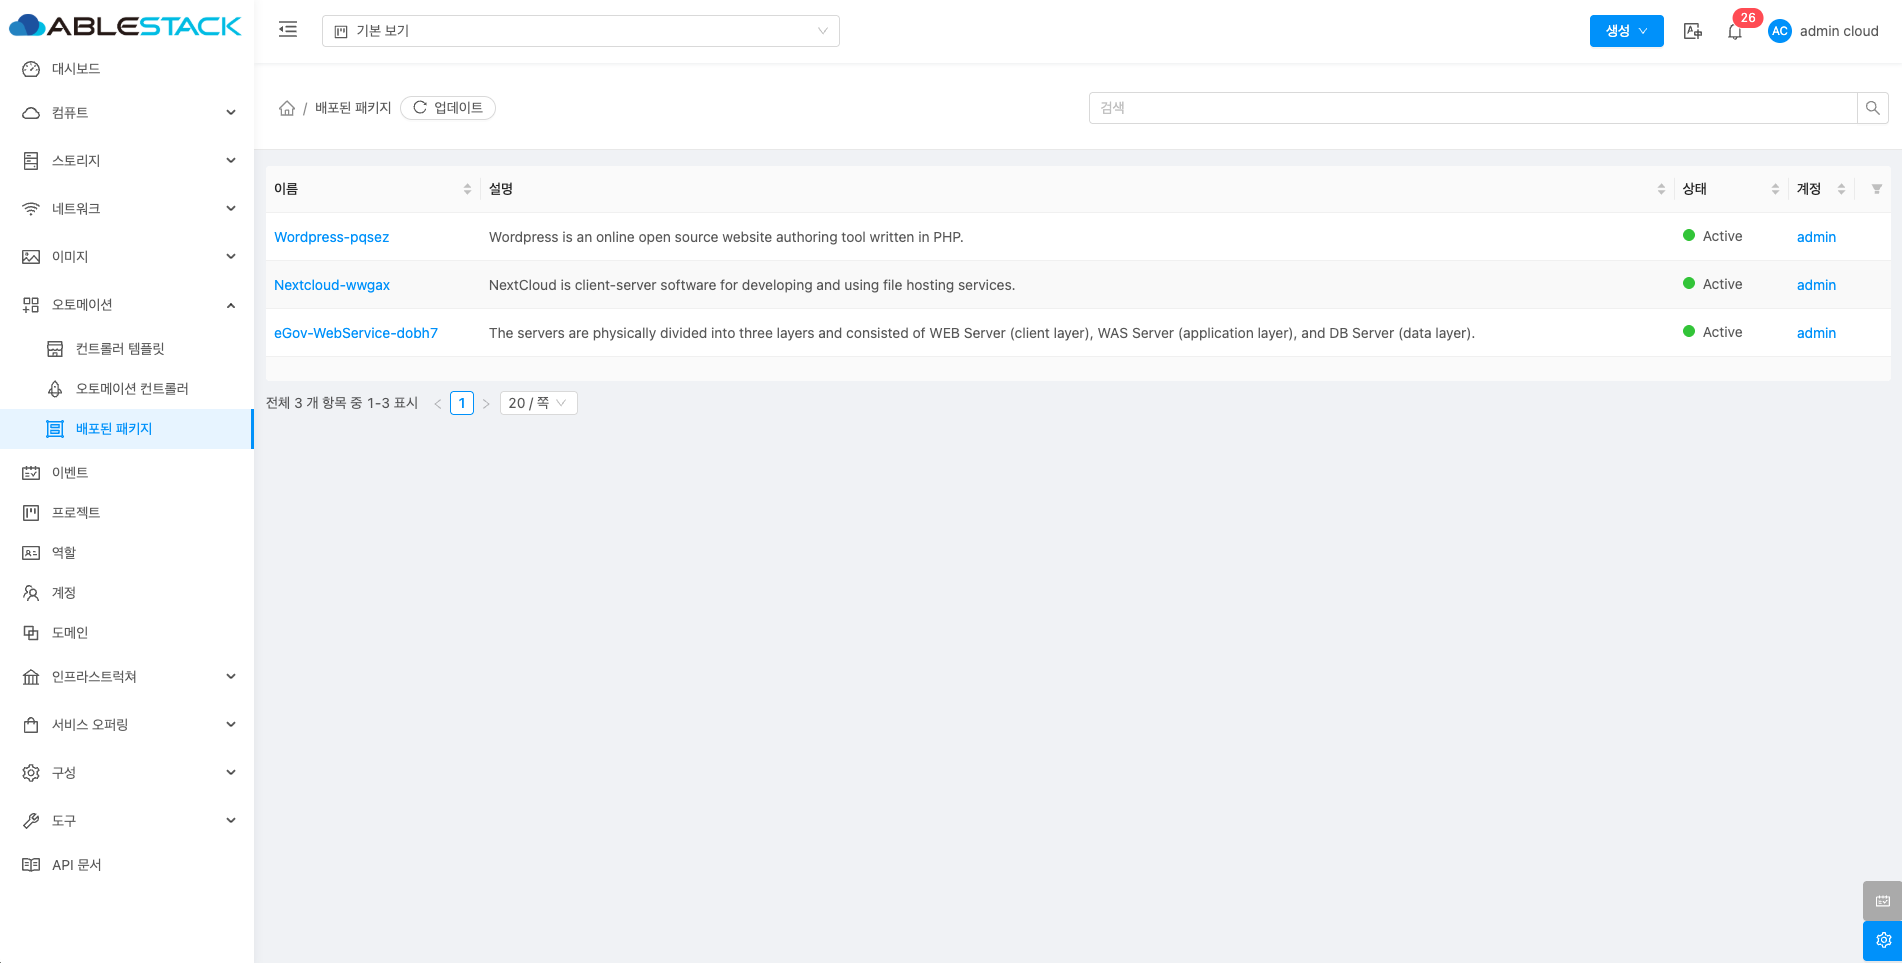 ABLESTACK
기본 보기
생성
26
AC
admin cloud
대시보드
컴퓨트
스토리지
네트워크
이미지
오토메이션
컨트롤러 템플릿
오토메이션 컨트롤러
배포된 패키지
이벤트
프로젝트
역할
계정
도메인
인프라스트럭쳐
서비스 오퍼링
구성
도구
API 문서
/ 배포된 패키지 업데이트
검색
이름 설명 상태 계정
Wordpress-pqsez Wordpress is an online open source website authoring tool written in PHP. Active admin
Nextcloud-wwgax NextCloud is client-server software for developing and using file hosting services. Active admin
eGov-WebService-dobh7 The servers are physically divided into three layers and consisted of WEB Server (client layer), WAS Server (application layer), and DB Server (data layer). Active admin
전체 3 개 항목 중 1-3 표시 < 1 > 20 / 쪽